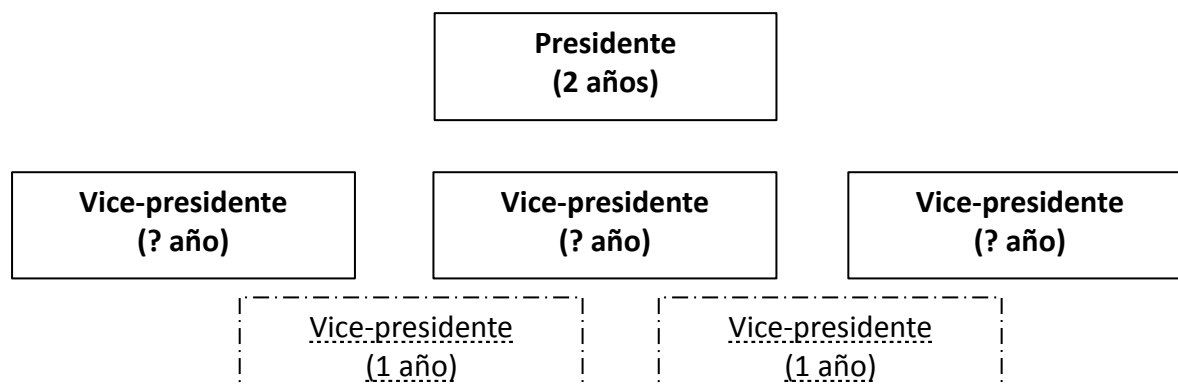 Presidente
(2 años)
Vice-presidente
(? año)
Vice-presidente
(? año)
Vice-presidente
(? año)
Vice-presidente
(1 año)
Vice-presidente
(1 año)